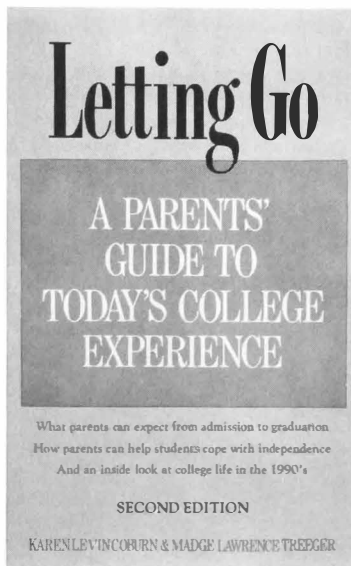 Letting Go
A PARENTS'
GUIDE TO
TODAY'S COLLEGE
EXPERIENCE
What parents can expect from admission to graduation
How parents can help students cope with independence
And an inside look at college life in the 1990's
SECOND EDITION
KAREN LEVIN COBURN & MADGE LAWRENCE TREEGER